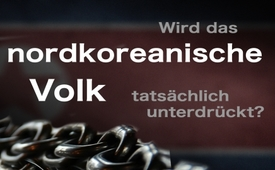 Wird das
nordkoreanische
Volk tatsächlich
unterdrückt?